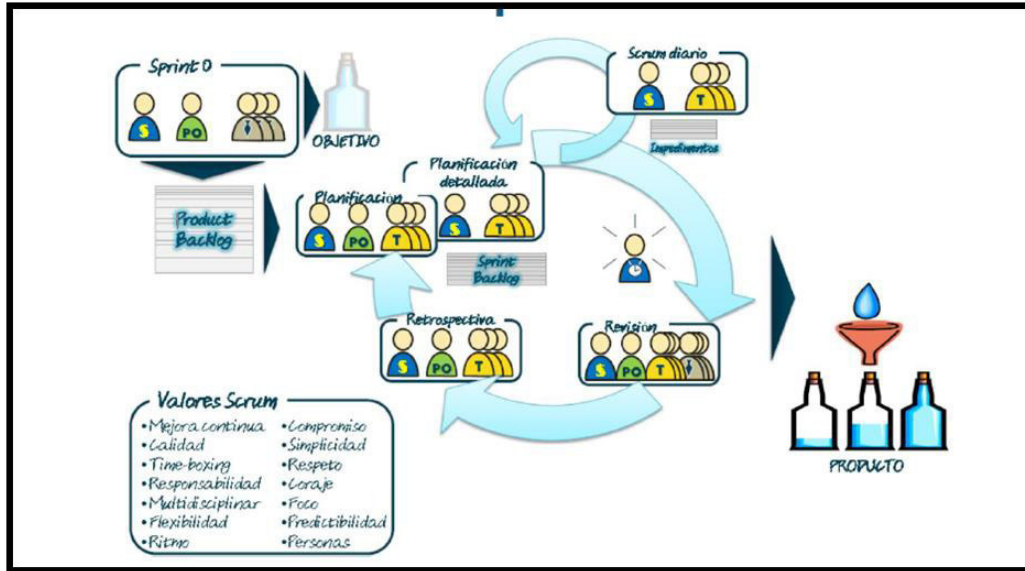 Sprint 0
S
PO
OBJETIVO
Product
Backlog
Scrum diario
S
T
Impedimentos
Planificación
detallada
S
T
Planificación
S
PO
T
Sprint
Backlog
Retrospectiva
S
PO
T
Revisión
S
PO
T
PRODUCTO
Valores Scrum
•Mejora continua
•Calidad
•Time-boxing
•Responsabilidad
•Multidisciplinar
•Flexibilidad
•Ritmo
•Compromiso
•Simplicidad
•Respeto
•Coraje
•Foco
•Predictibilidad
•Personas